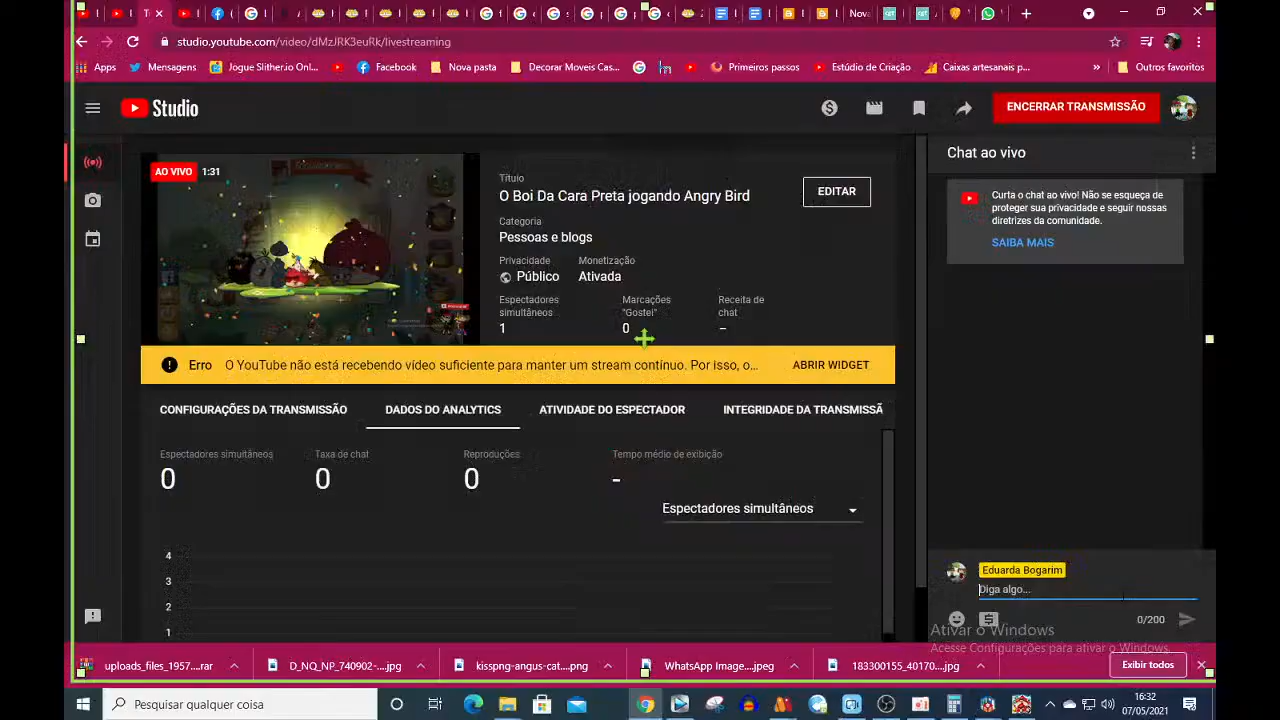 Nova
studio.youtube.com/video/dMzJRK3euRk/livestreaming
Apps
Mensagens
Jogue Slither.io Onl...
Facebook
Nova pasta
Decorar Moveis Cas...
Primeiros passos
Estúdio de Criação
Caixas artesanais p...
»
Outros favoritos
Studio
ENCERRAR TRANSMISSÃO
AO VIVO 1:31
Título
O Boi Da Cara Preta jogando Angry Bird
EDITAR
Categoria
Pessoas e blogs
Privacidade
Monetização
Público
Ativada
Espectadores
simultâneos
1
Marcações
"Gostei"
0
Receita de
chat
–
Erro O YouTube não está recebendo vídeo suficiente para manter um stream contínuo. Por isso, o... ABRIR WIDGET
CONFIGURAÇÕES DA TRANSMISSÃO
DADOS DO ANALYTICS
ATIVIDADE DO ESPECTADOR
INTEGRIDADE DA TRANSMISSÃ
Espectadores simultâneos
0
Taxa de chat
0
Reproduções
0
Tempo médio de exibição
-
Espectadores simultâneos
4
3
2
1
Chat ao vivo
Curta o chat ao vivo! Não se esqueça de
proteger sua privacidade e seguir nossas
diretrizes da comunidade.
SAIBA MAIS
Eduarda Bogarim
Diga algo...
0/200
Ativar o Windows
Acesse Configurações para ativar o Windows.
uploads_files_1957....rar
D_NQ_NP_740902-....jpg
kisspng-angus-cat....png
WhatsApp Image....jpeg
183300155_40170....jpg
Exibir todos
Pesquisar qualquer coisa
16:32
07/05/2021